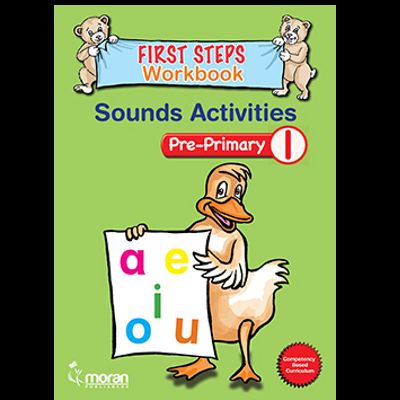 FIRST STEPS
Workbook
Sounds Activities
Pre-Primary 1
a e
i
o u
Competency
Based
Curriculum
moran
PUBLISHERS